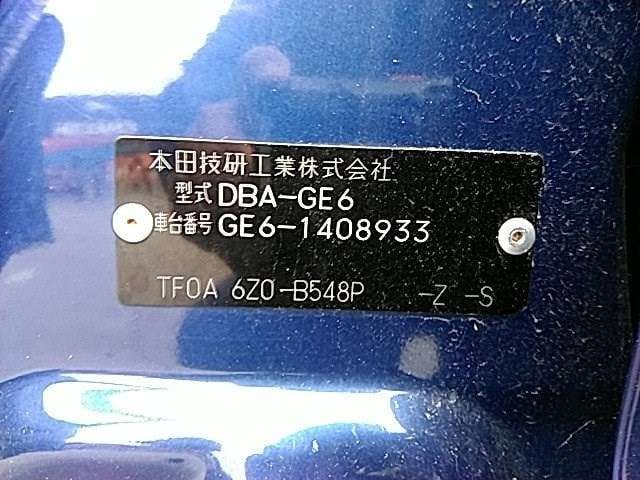 本田技研工業株式会社
型式 DBA-GE6
車台番号 GE6-1408933
TF0A 6Z0-B548P -Z -S